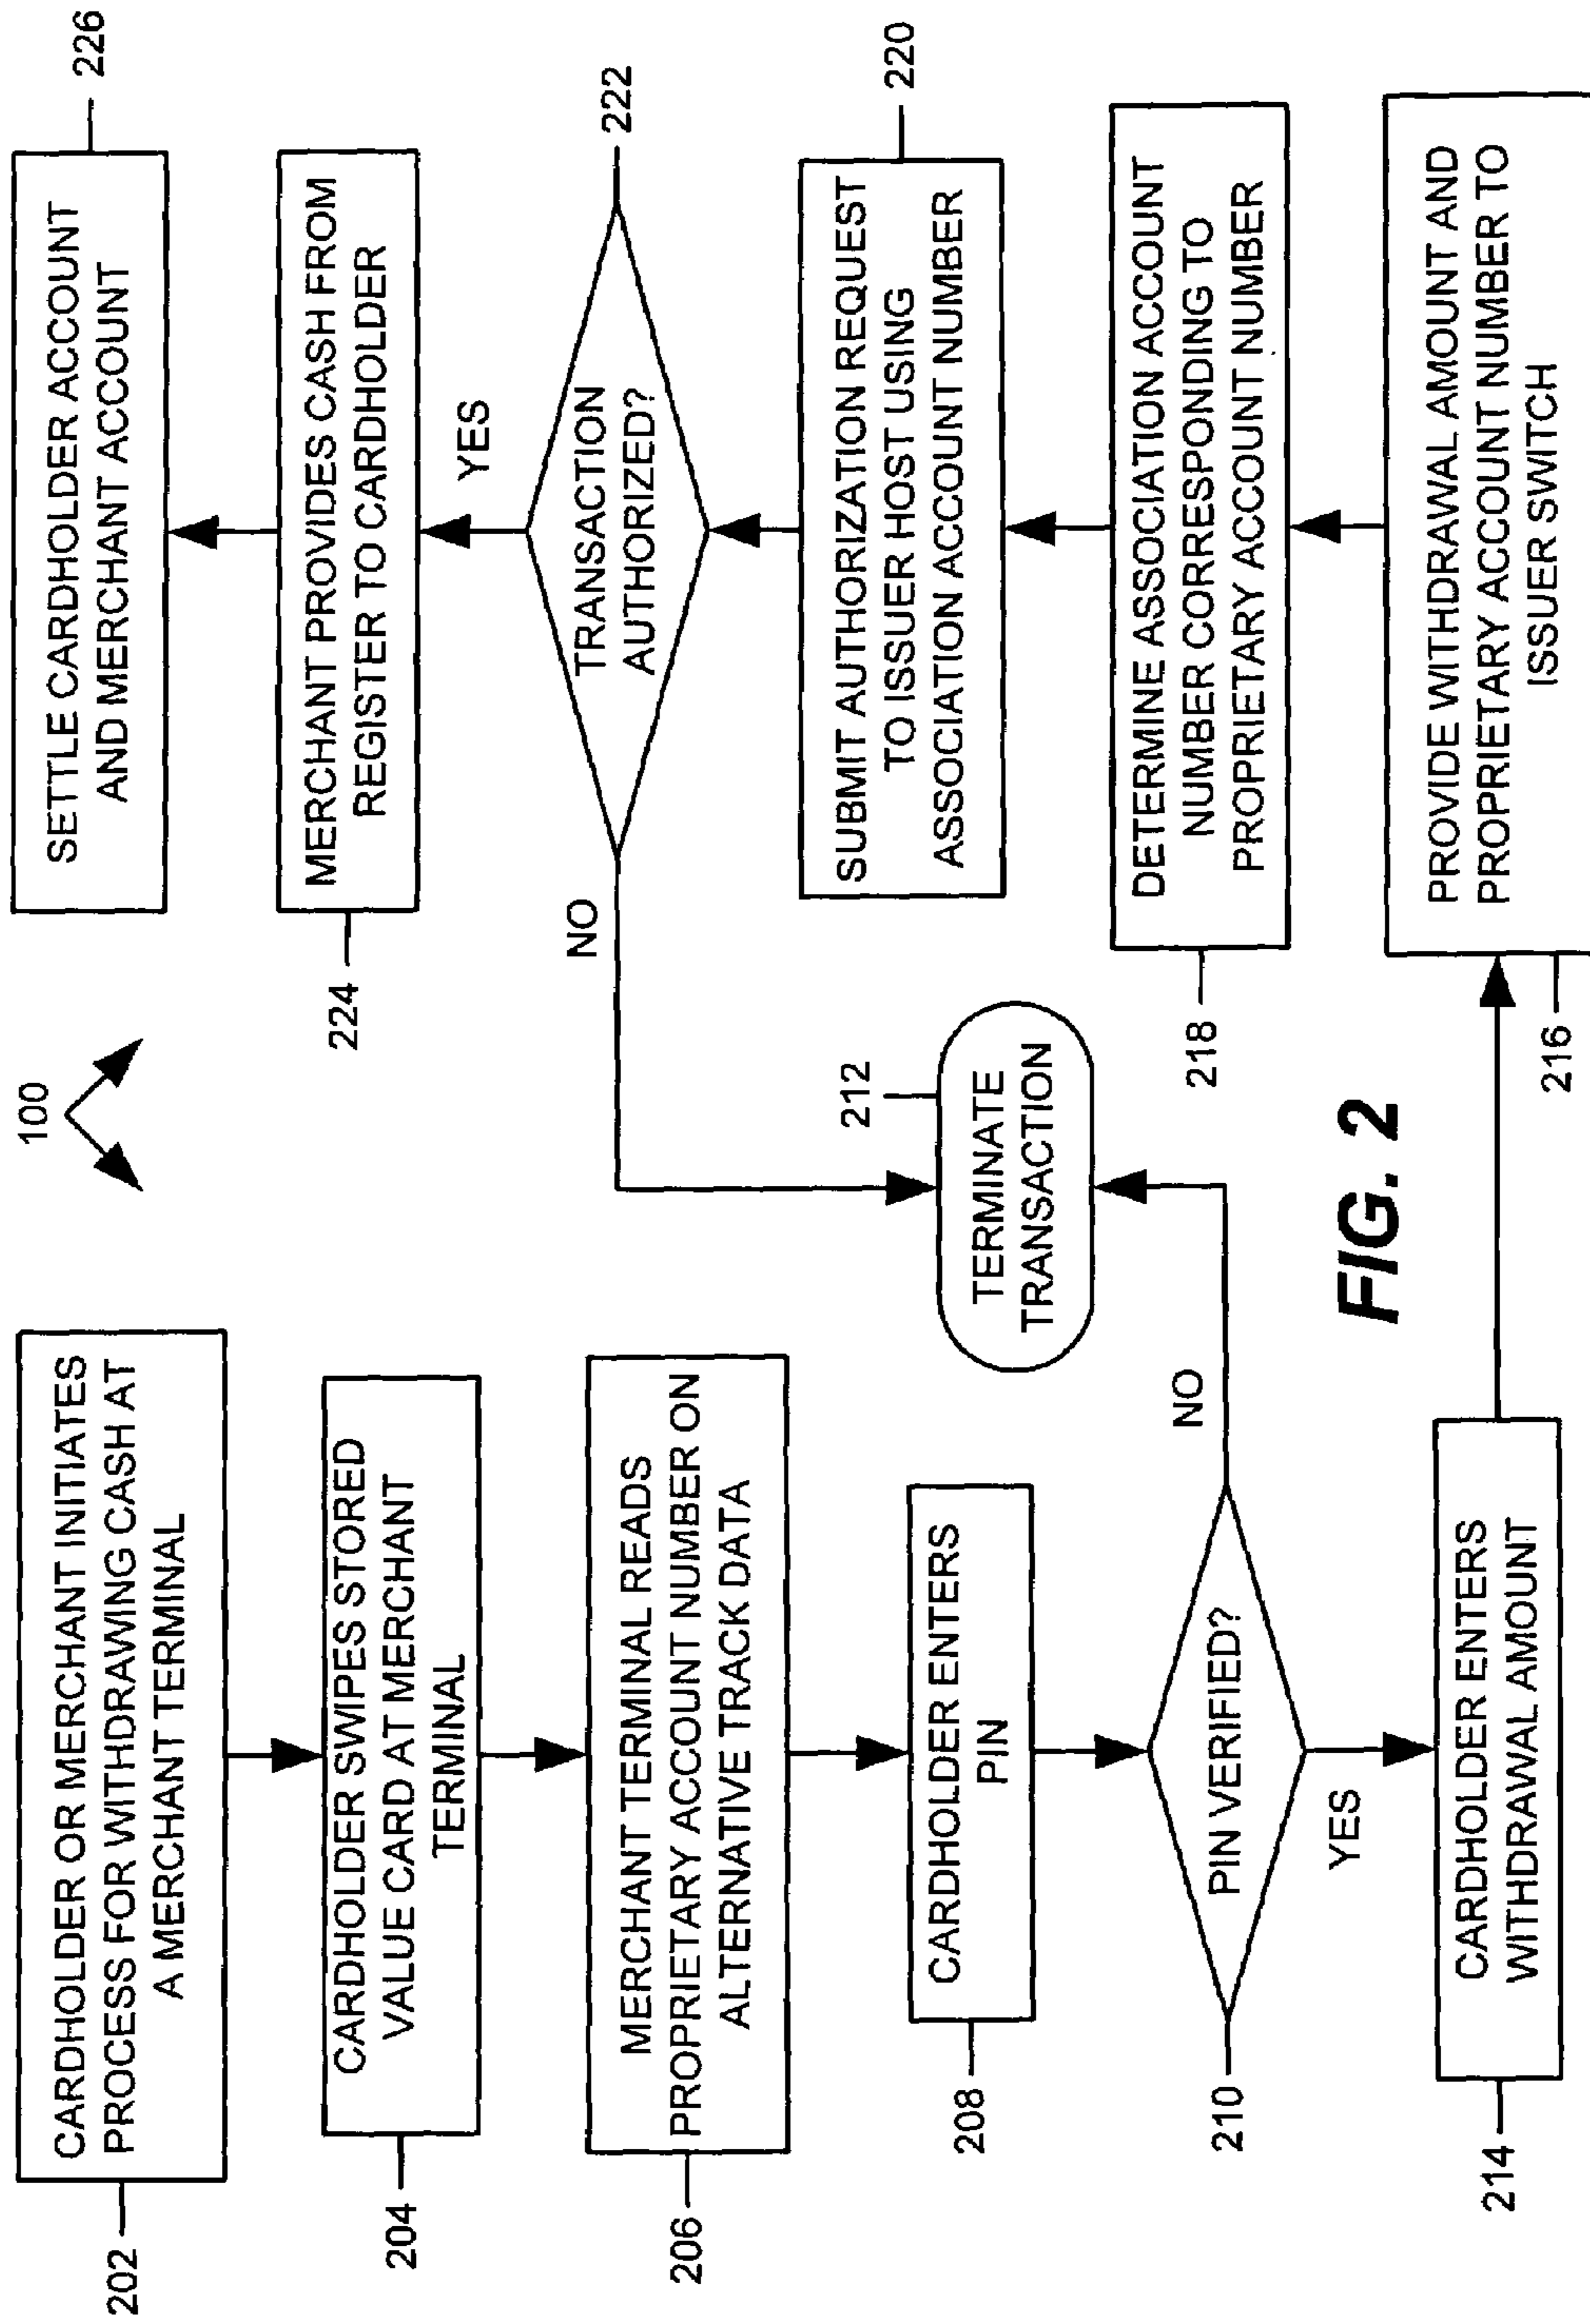 100
202
CARDHOLDER OR MERCHANT INITIATES
PROCESS FOR WITHDRAWING CASH AT
A MERCHANT TERMINAL
204
CARDHOLDER SWIPES STORED
VALUE CARD AT MERCHANT
TERMINAL
206
MERCHANT TERMINAL READS
PROPRIETARY ACCOUNT NUMBER ON
ALTERNATIVE TRACK DATA
208
CARDHOLDER ENTERS
PIN
210
PIN VERIFIED?
NO
YES
212
TERMINATE
TRANSACTION
214
CARDHOLDER ENTERS
WITHDRAWAL AMOUNT
216
PROVIDE WITHDRAWAL AMOUNT AND
PROPRIETARY ACCOUNT NUMBER TO
ISSUER SWITCH
218
DETERMINE ASSOCIATION ACCOUNT
NUMBER CORRESPONDING TO
PROPRIETARY ACCOUNT NUMBER
220
SUBMIT AUTHORIZATION REQUEST
TO ISSUER HOST USING
ASSOCIATION ACCOUNT NUMBER
222
TRANSACTION
AUTHORIZED?
NO
YES
224
MERCHANT PROVIDES CASH FROM
REGISTER TO CARDHOLDER
226
SETTLE CARDHOLDER ACCOUNT
AND MERCHANT ACCOUNT
FIG. 2